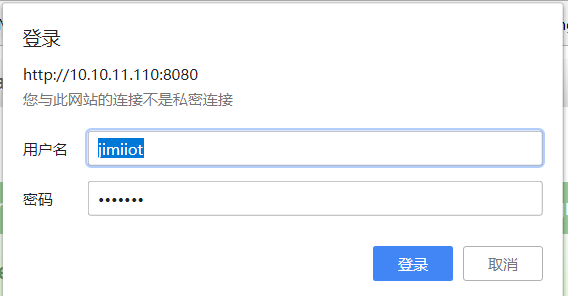 登录
http://10.10.11.110:8080
您与此网站的连接不是私密连接
用户名 jimiiot
密码 •••••••
登录 取消